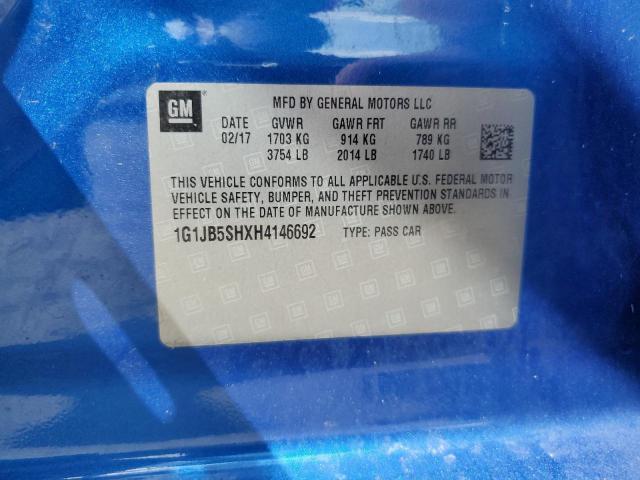 GM MFD BY GENERAL MOTORS LLC
DATE GVWR GAWR FRT GAWR RR
02/17 1703 KG 914 KG 789 KG
3754 LB 2014 LB 1740 LB
THIS VEHICLE CONFORMS TO ALL APPLICABLE U.S. FEDERAL MOTOR
VEHICLE SAFETY, BUMPER, AND THEFT PREVENTION STANDARDS IN
EFFECT ON THE DATE OF MANUFACTURE SHOWN ABOVE.
1G1JB5SHXH4146692 TYPE: PASS CAR